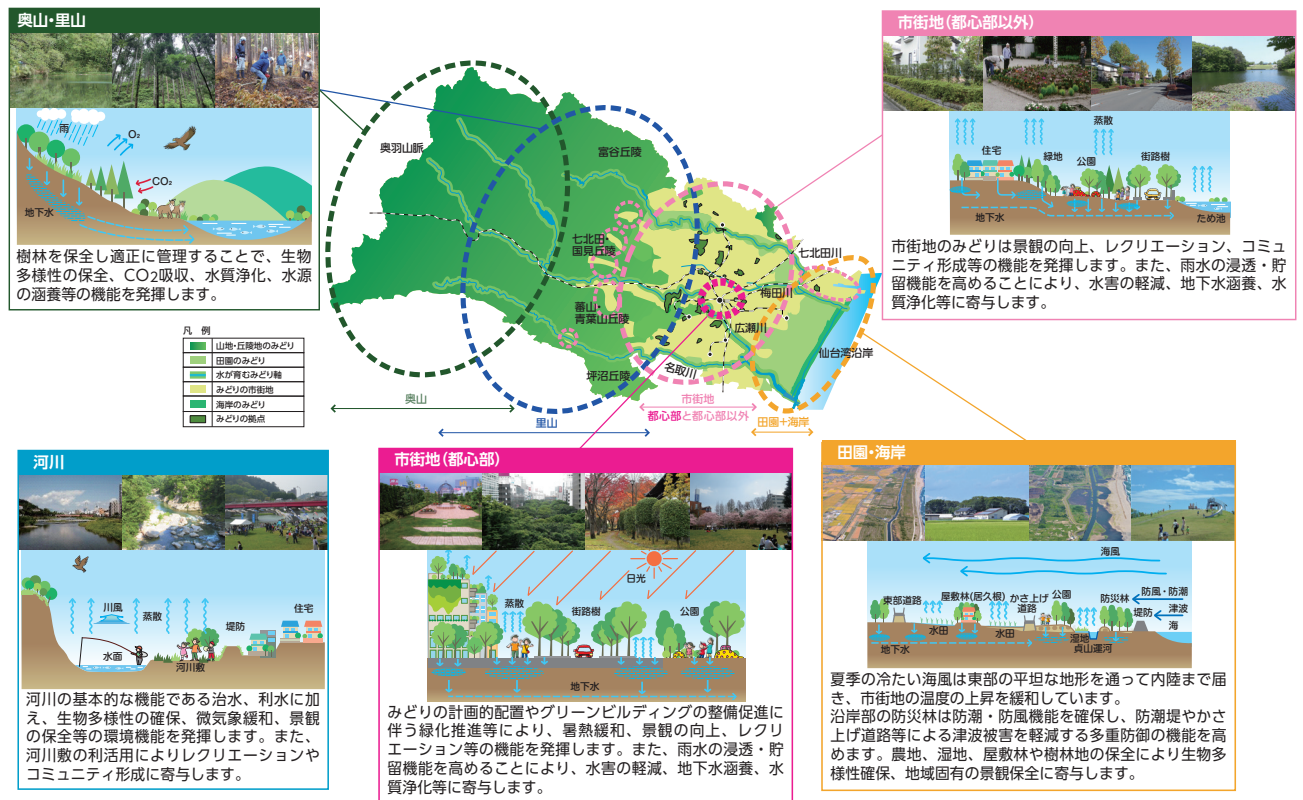 奥山・里山
雨
O₂
CO₂
地下水
樹林を保全し適正に管理することで、生物
多様性の保全、CO2吸収、水質浄化、水源
の涵養等の機能を発揮します。
凡 例
山地・丘陵地のみどり
田園のみどり
水が育むみどり軸
みどりの市街地
海岸のみどり
みどりの拠点
奥羽山脈
富谷丘陵
七北田・
国見丘陵
蕃山・
青葉山丘陵
坪沼丘陵
七北田川
梅田川
広瀬川
名取川
仙台湾沿岸
奥山
里山
市街地
都心部と都心部以外
田園+海岸
市街地(都心部以外)
蒸散
住宅
緑地
公園
街路樹
地下水
ため池
市街地のみどりは景観の向上、レクリエーション、コミュ
ニティ形成等の機能を発揮します。また、雨水の浸透・貯
留機能を高めることにより、水害の軽減、地下水涵養、水
質浄化等に寄与します。
河川
川風
蒸散
住宅
堤防
水面
河川敷
河川の基本的な機能である治水、利水に加
え、生物多様性の確保、微気象緩和、景観
の保全等の環境機能を発揮します。また、
河川敷の利活用によりレクリエーションや
コミュニティ形成に寄与します。
市街地(都心部)
日光
蒸散
街路樹
公園
地下水
みどりの計画的配置やグリーンビルディングの整備促進に
伴う緑化推進等により、暑熱緩和、景観の向上、レクリ
エーション等の機能を発揮します。また、雨水の浸透・貯
留機能を高めることにより、水害の軽減、地下水涵養、水
質浄化等に寄与します。
田園・海岸
海風
東部道路
屋敷林(居久根)
かさ上げ
道路
公園
防災林
防風・防潮
堤防
津波
海
水田
水田
湿地
貞山運河
地下水
夏季の冷たい海風は東部の平坦な地形を通って内陸まで届
き、市街地の温度の上昇を緩和しています。
沿岸部の防災林は防潮・防風機能を確保し、防潮堤やかさ
上げ道路等による津波被害を軽減する多重防御の機能を高
めます。農地、湿地、屋敷林や樹林地の保全により生物多
様性確保、地域固有の景観保全に寄与します。